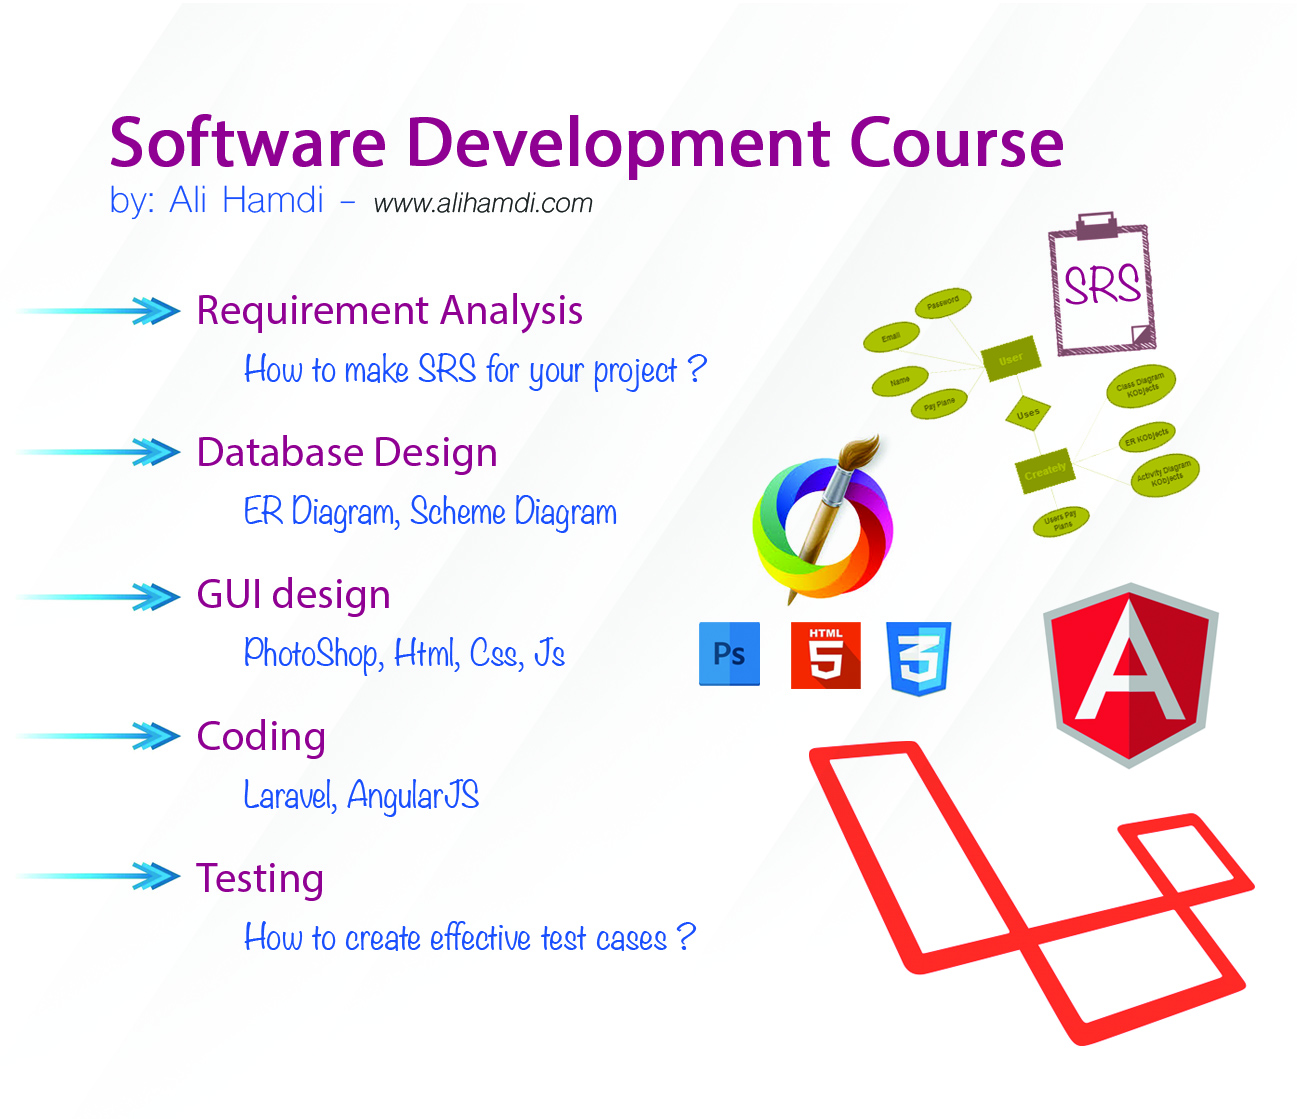 Software Development Course
by: Ali Hamdi - www.alihamdi.com
Requirement Analysis
How to make SRS for your project ?
Database Design
ER Diagram, Scheme Diagram
GUI design
PhotoShop, Html, Css, Js
Coding
Laravel, AngularJS
Testing
How to create effective test cases ?
SRS
Password
Email
User
Name
Pay Plane
Uses
Class Diagram
KObjects
ER KObjects
Creately
Activity Diagram
KObjects
Users Pay
Plans
Ps
HTML
5
3
A